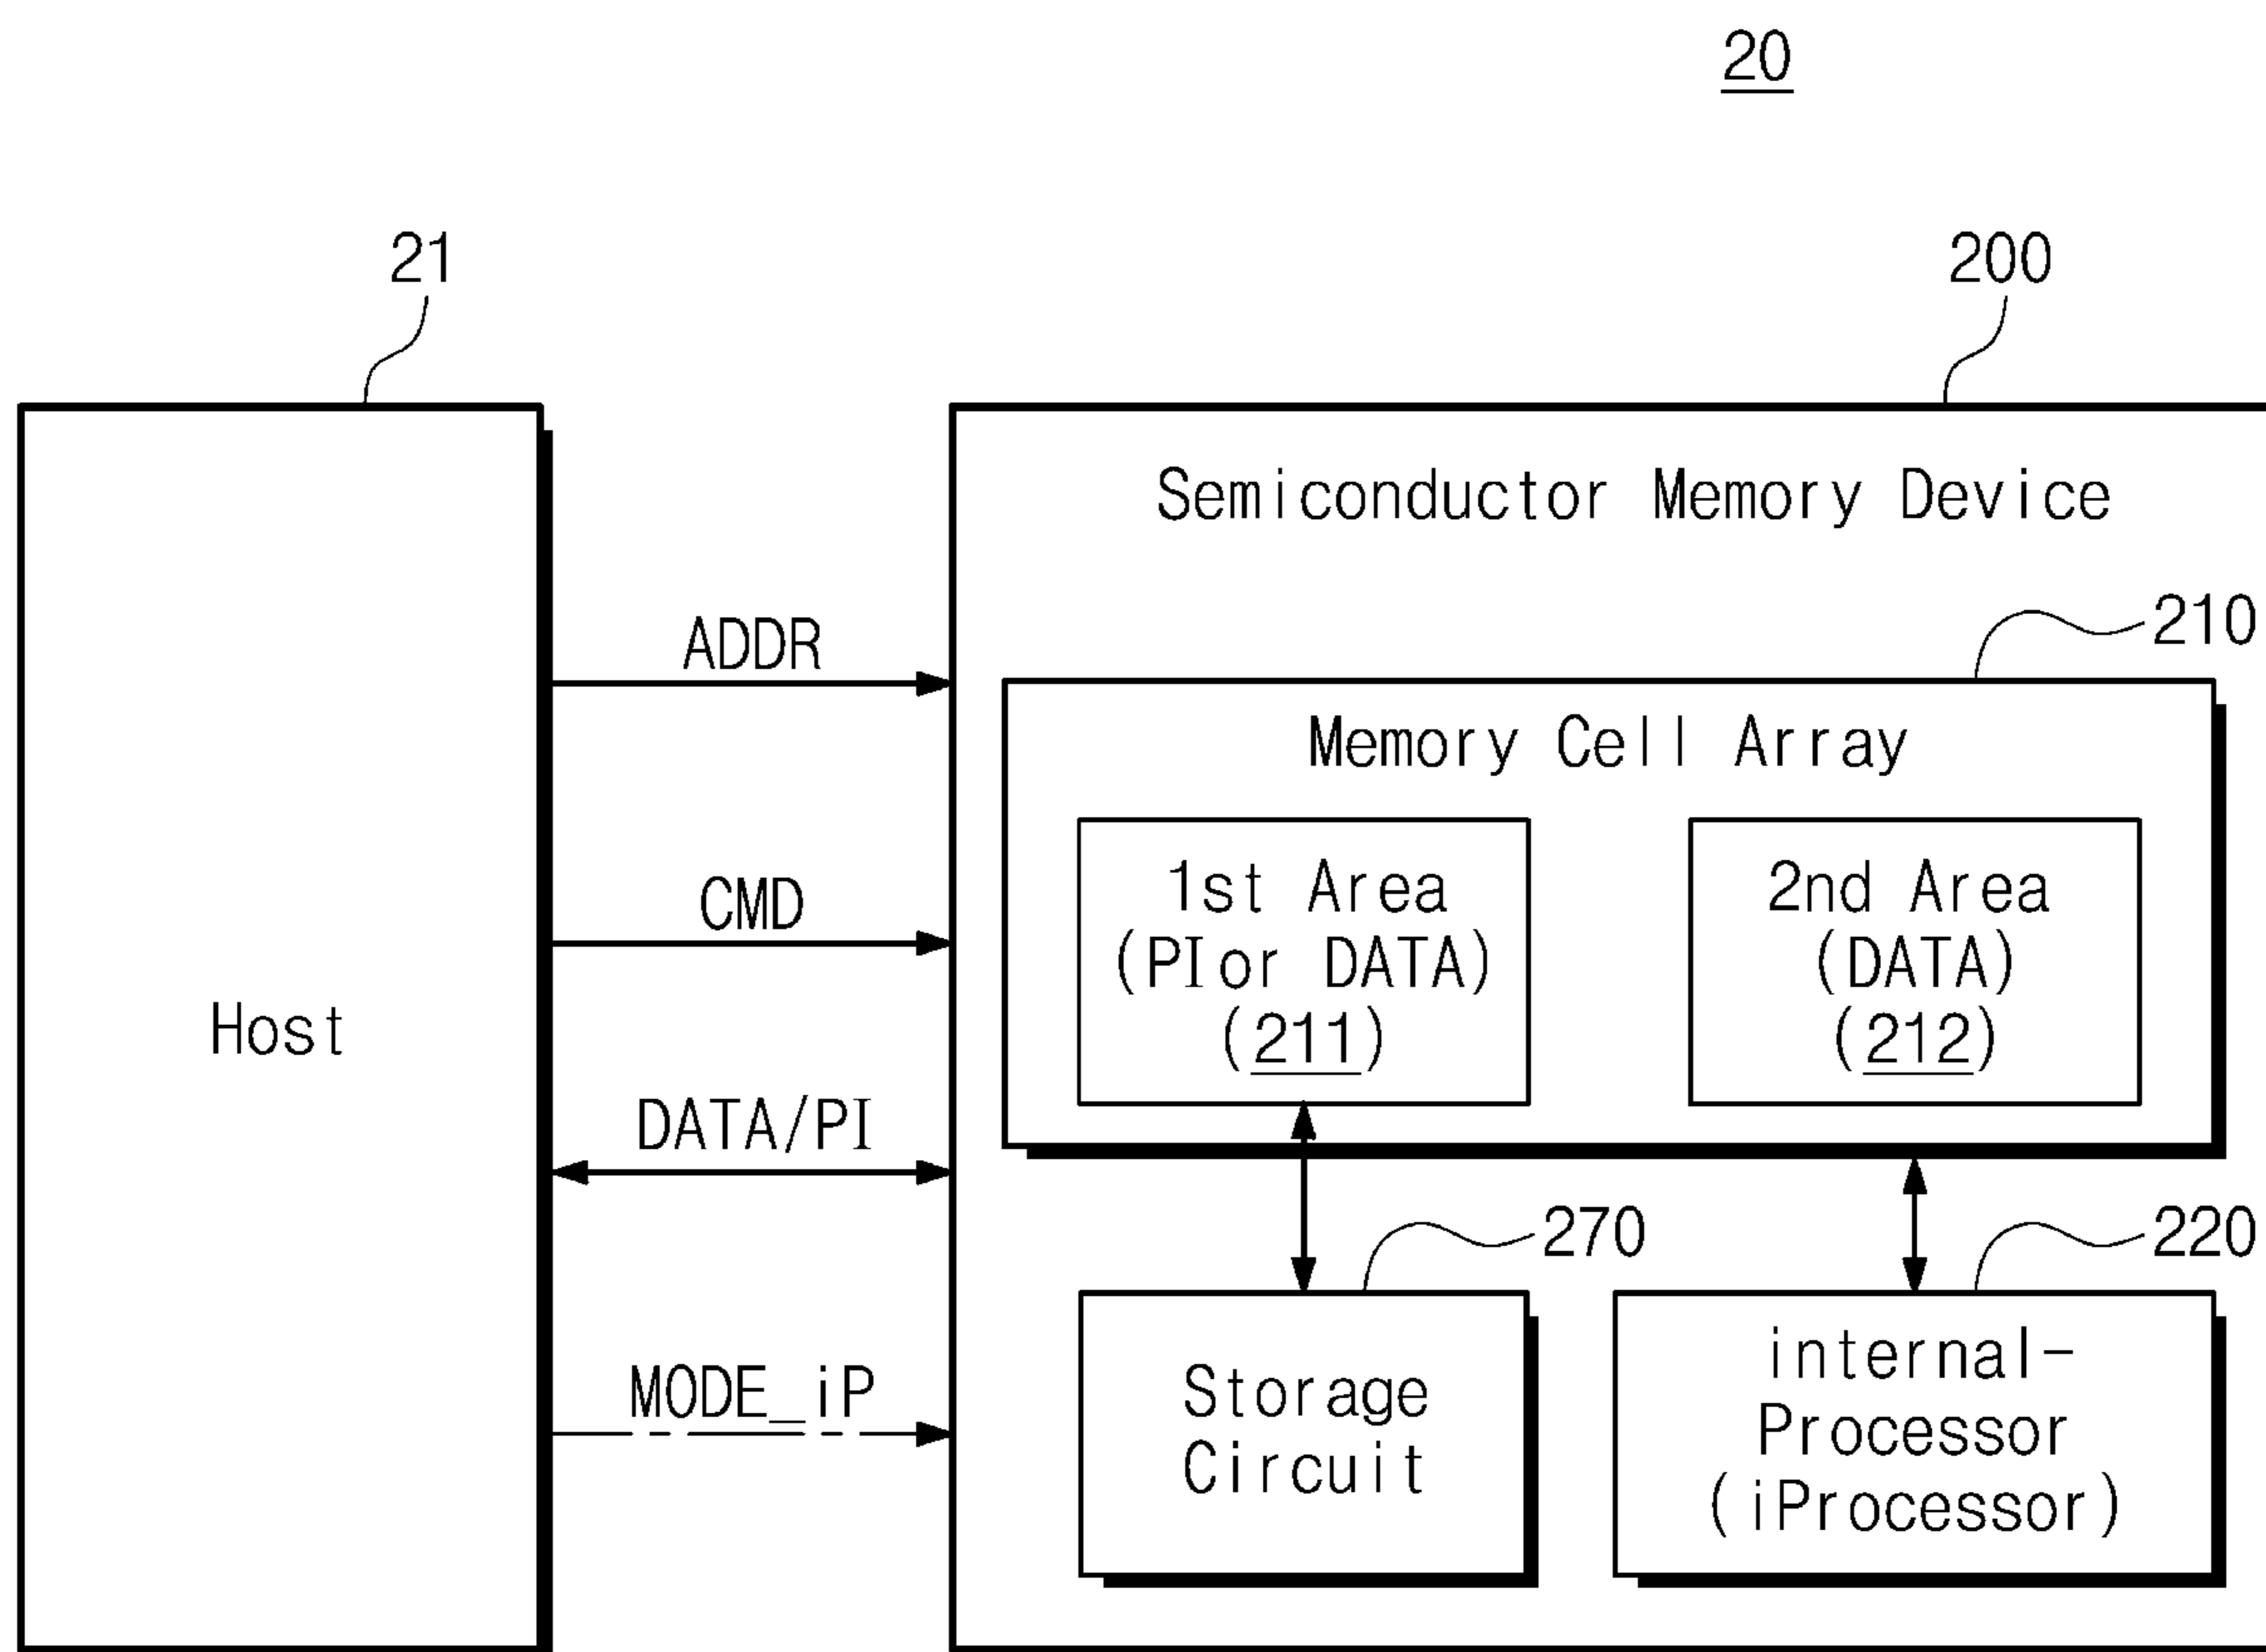 20
21
200
Semiconductor Memory Device
210
ADDR
Memory Cell Array
1st Area
(PIor DATA)
(211)
2nd Area
(DATA)
(212)
CMD
Host
DATA/PI
270
220
MODE_iP
Storage
Circuit
internal-
Processor
(iProcessor)